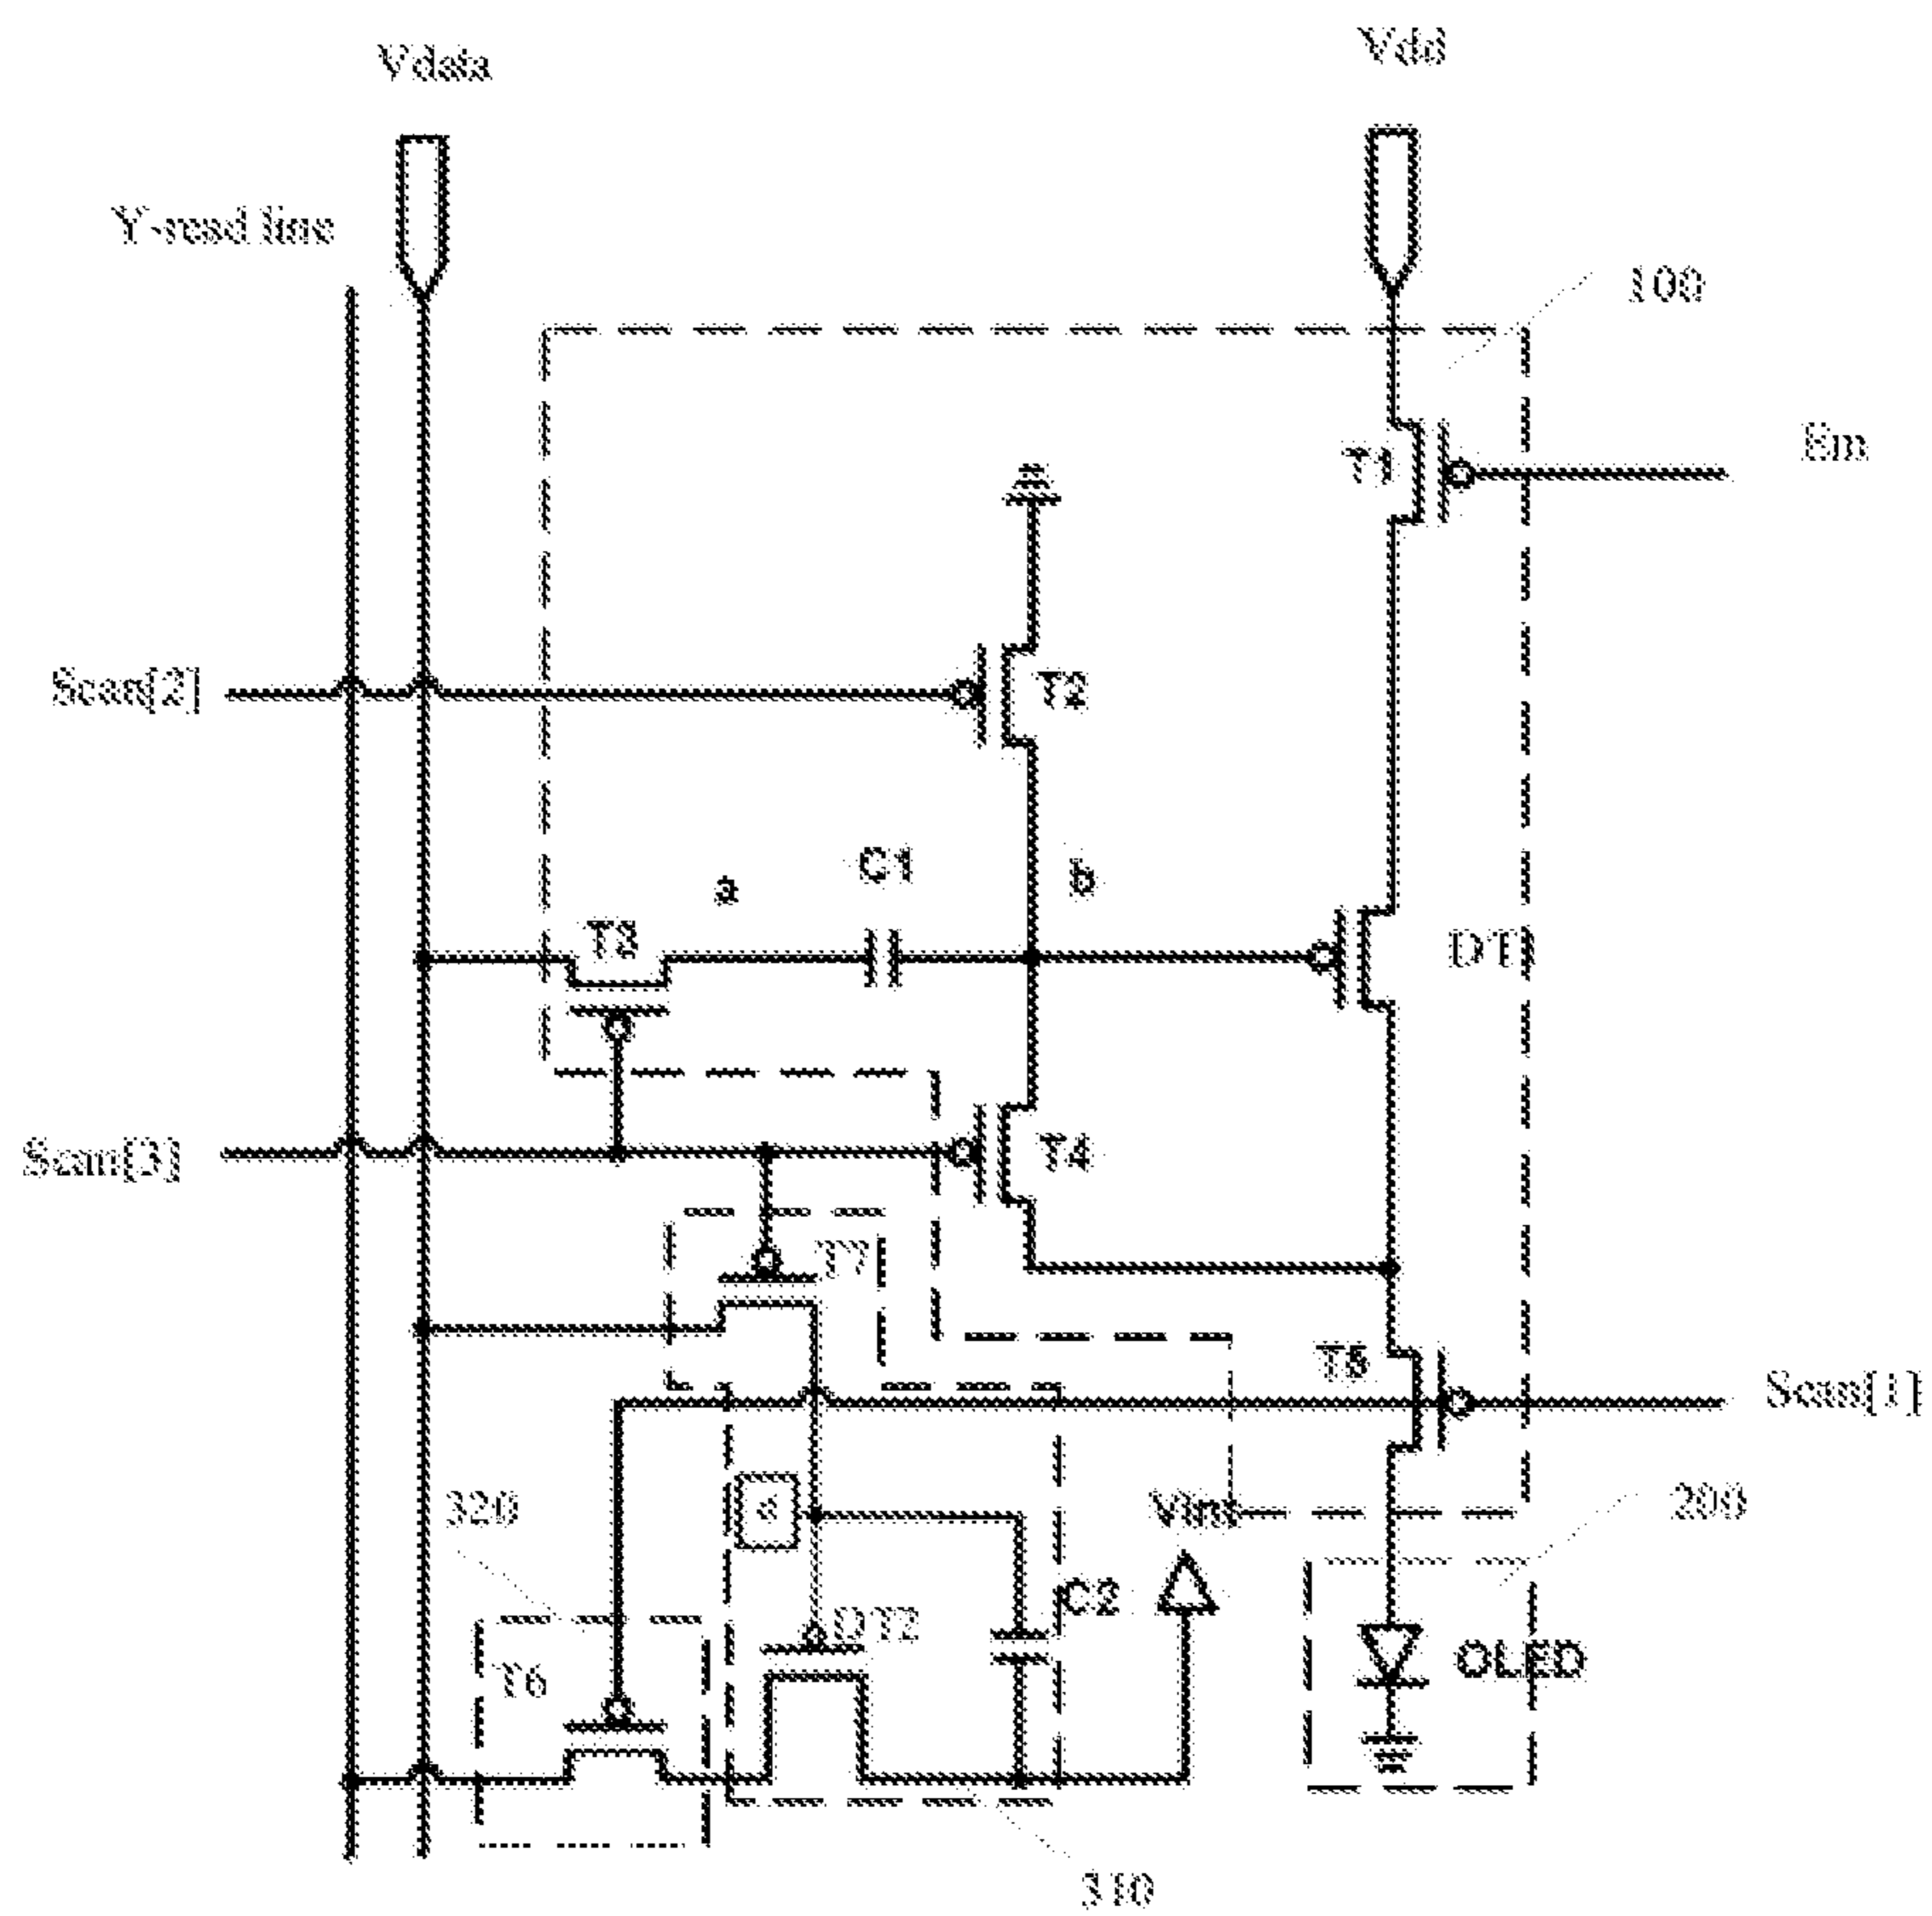 Vdata
Vdd
Y-read line
100
Em
T1
Scan[2]
T2
C1
a
b
T3
DT1
Scan[3]
T4
T7
T5
Scan[1]
320
d
Vint
200
C2
DT2
OLED
T6
310